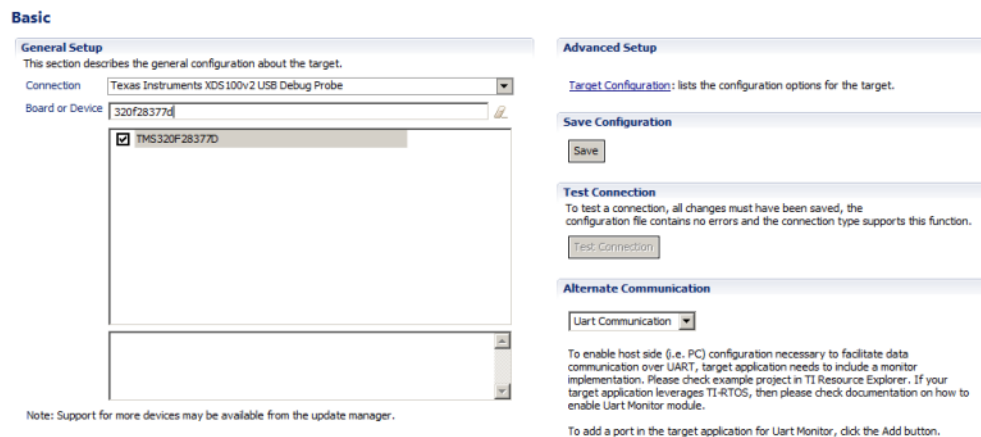 Basic
General Setup
This section describes the general configuration about the target.
Connection
Texas Instruments XDS100v2 USB Debug Probe
Board or Device
320f28377d
TMS320F28377D
Note: Support for more devices may be available from the update manager.
Advanced Setup
Target Configuration: lists the configuration options for the target.
Save Configuration
Save
Test Connection
To test a connection, all changes must have been saved, the
configuration file contains no errors and the connection type supports this function.
Test Connection
Alternate Communication
Uart Communication
To enable host side (i.e. PC) configuration necessary to facilitate data
communication over UART, target application needs to include a monitor
implementation. Please check example project in TI Resource Explorer. If your
target application leverages TI-RTOS, then please check documentation on how to
enable Uart Monitor module.
To add a port in the target application for Uart Monitor, click the Add button.